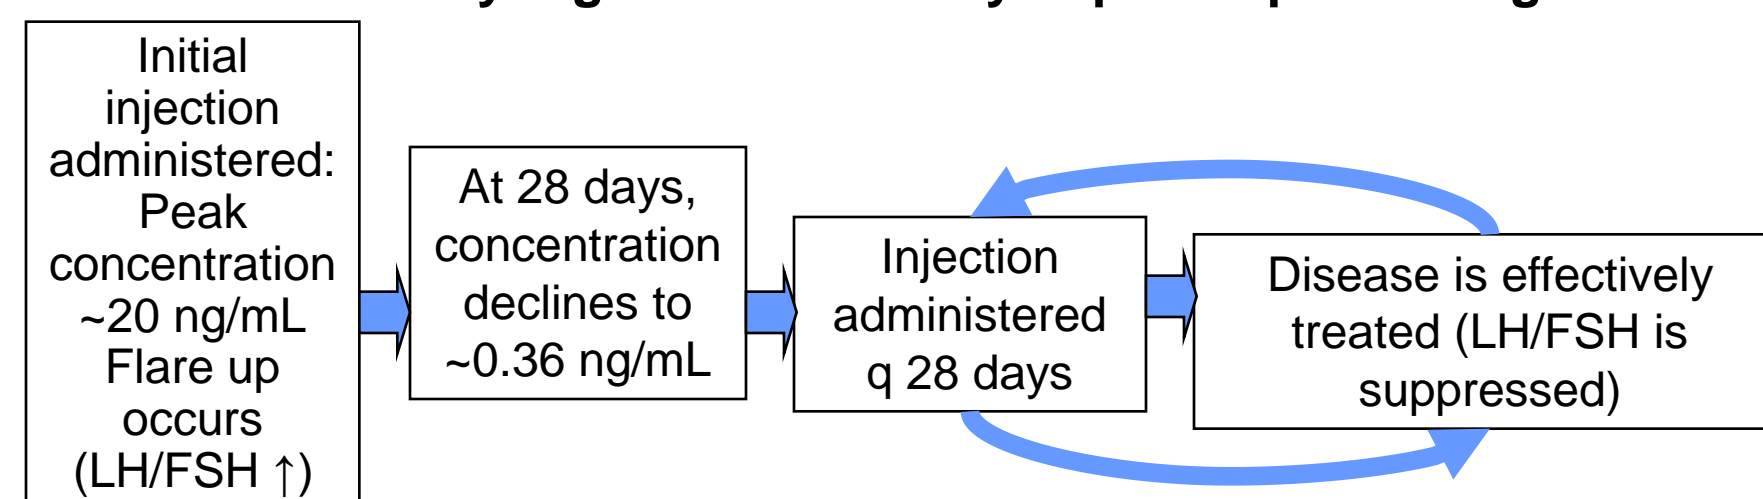 Initial
injection
administered:
Peak
concentration
~20 ng/mL
Flare up
occurs
(LH/FSH ↑)
At 28 days,
concentration
declines to
~0.36 ng/mL
Injection
administered
q 28 days
Disease is effectively
treated (LH/FSH is
suppressed)